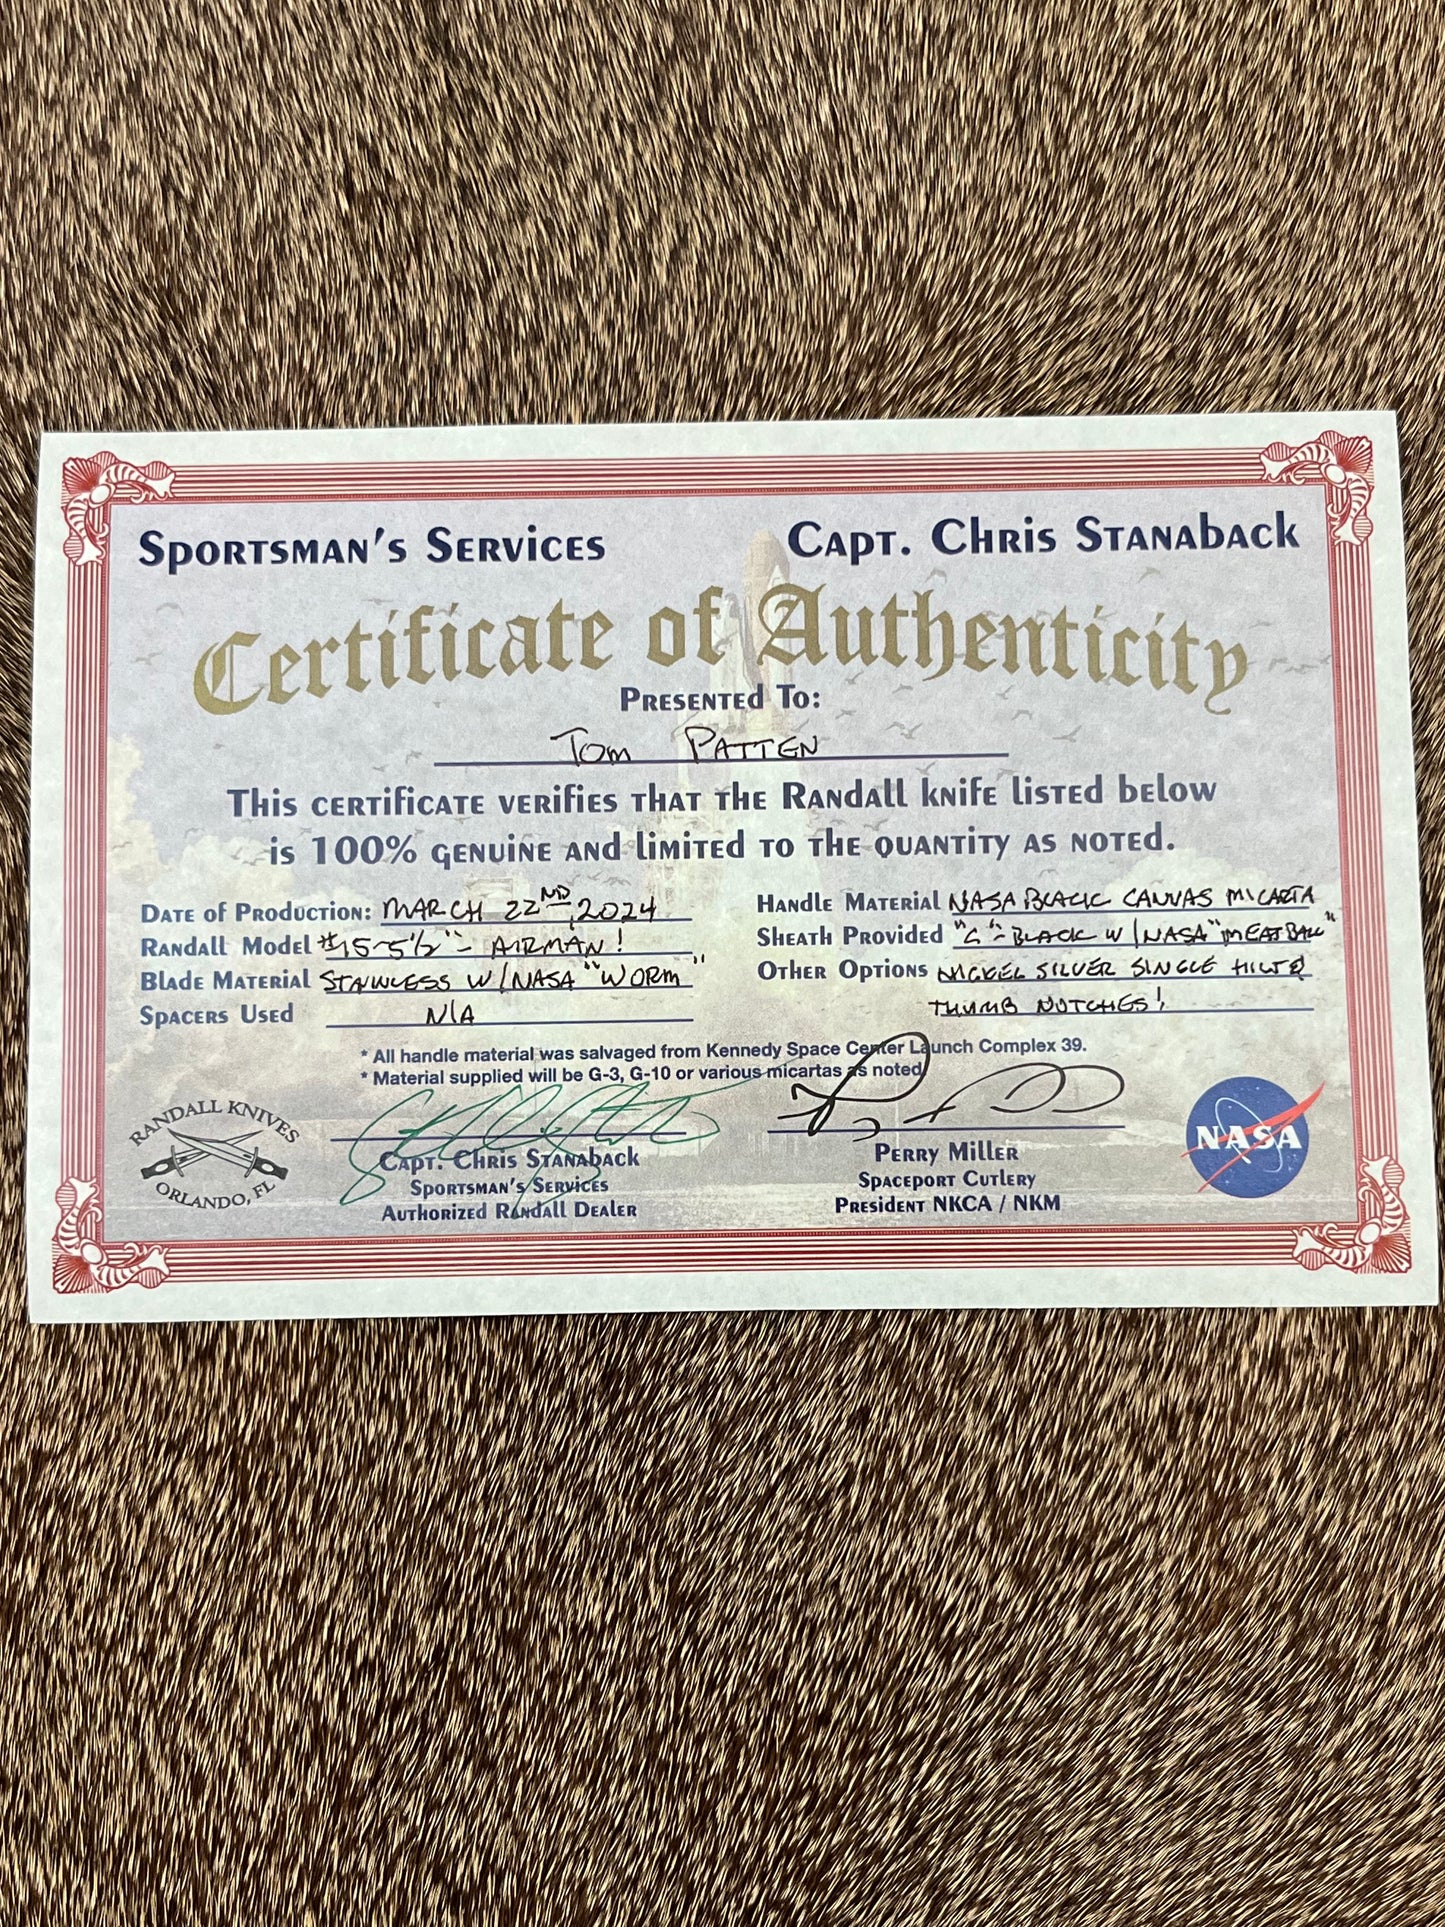 Sportsman's Services
Capt. Chris Stanaback
Certificate of Authenticity
Presented To:
Tom Patten
This certificate verifies that the Randall knife listed below
is 100% genuine and limited to the quantity as noted.
Date of Production: MARCH 22ND, 2024
Randall Model #15-5½"- AIRMAN!
Blade Material STAINLESS W/NASA "WORM"
Spacers Used N/A
Handle Material NASA BLACK CANVAS MICARTA
Sheath Provided "C"- BLACK W/NASA "MEATBALL"
Other Options NICKEL SILVER SINGLE HILT &
THUMB NOTCHES!
* All handle material was salvaged from Kennedy Space Center Launch Complex 39.
* Material supplied will be G-3, G-10 or various micartas as noted
RANDALL KNIVES
ORLANDO, FL
Capt. Chris Stanaback
Sportsman's Services
Authorized Randall Dealer
Perry Miller
Spaceport Cutlery
President NKCA / NKM
NASA